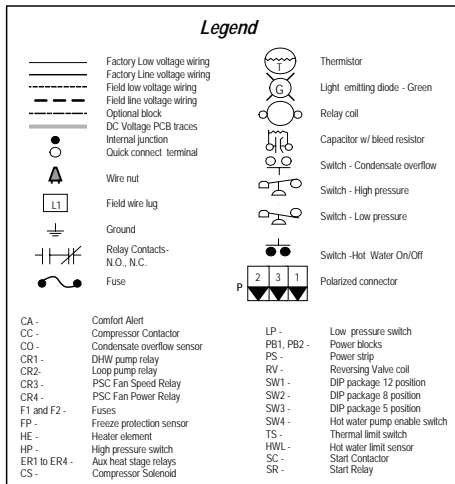 Legend
Factory Low voltage wiring
Factory Line voltage wiring
Field low voltage wiring
Field line voltage wiring
Optional block
DC Voltage PCB traces
Internal junction
Quick connect terminal
Wire nut
L1 Field wire lug
Ground
Relay Contacts-
N.O., N.C.
Fuse
T Thermistor
G Light emitting diode - Green
Relay coil
Capacitor w/ bleed resistor
Switch - Condensate overflow
Switch - High pressure
Switch - Low pressure
Switch -Hot Water On/Off
P 2 3 1 Polarized connector
CA - Comfort Alert
CC - Compressor Contactor
CO - Condensate overflow sensor
CR1 - DHW pump relay
CR2- Loop pump relay
CR3 - PSC Fan Speed Relay
CR4 - PSC Fan Power Relay
F1 and F2 - Fuses
FP - Freeze protection sensor
HE - Heater element
HP - High pressure switch
ER1 to ER4 - Aux heat stage relays
CS - Compressor Solenoid
LP - Low pressure switch
PB1, PB2 - Power blocks
PS - Power strip
RV - Reversing Valve coil
SW1 - DIP package 12 position
SW2 - DIP package 8 position
SW3 - DIP package 5 position
SW4 - Hot water pump enable switch
TS - Thermal limit switch
HWL - Hot water limit sensor
SC - Start Contactor
SR - Start Relay